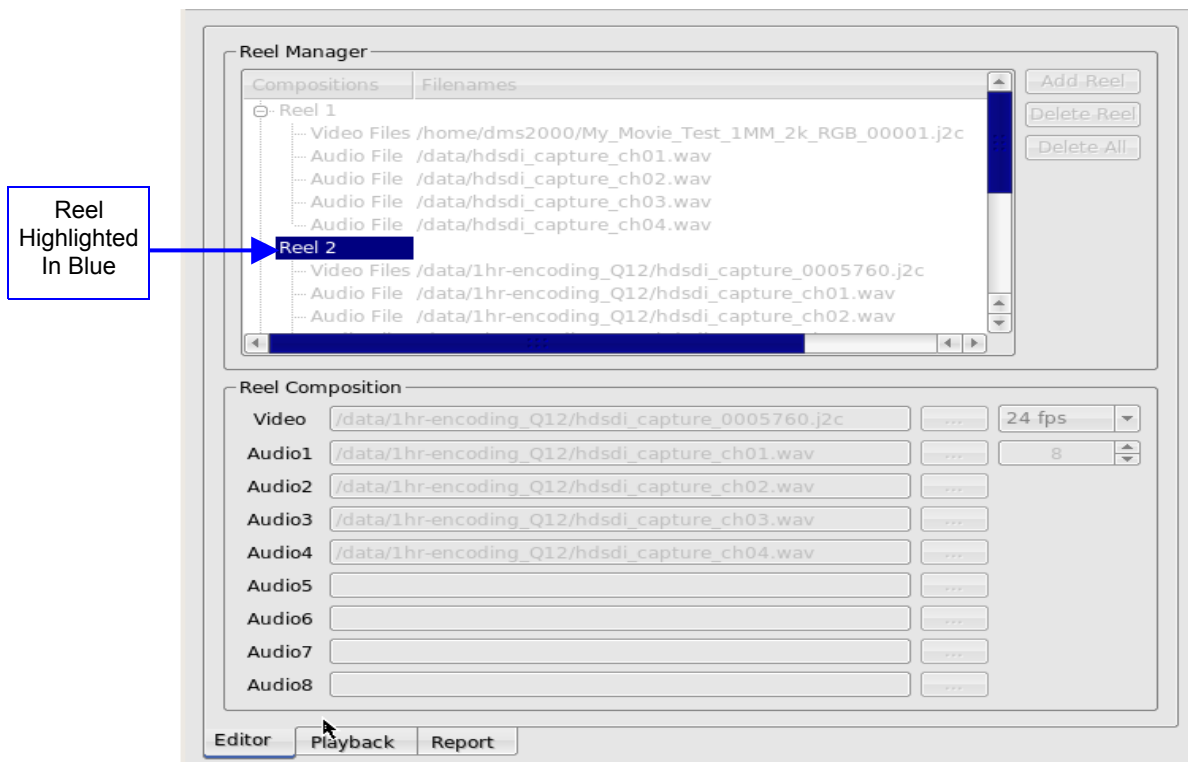 Reel Manager
Compositions Filenames
Add Reel
Reel 1
Delete Reel
Video Files /home/dms2000/My_Movie_Test_1MM_2k_RGB_00001.j2c
Audio File /data/hdsdi_capture_ch01.wav
Delete All
Audio File /data/hdsdi_capture_ch02.wav
Audio File /data/hdsdi_capture_ch03.wav
Audio File /data/hdsdi_capture_ch04.wav
Reel
Highlighted
In Blue
Reel 2
Video Files /data/1hr-encoding_Q12/hdsdi_capture_0005760.j2c
Audio File /data/1hr-encoding_Q12/hdsdi_capture_ch01.wav
Audio File /data/1hr-encoding_Q12/hdsdi_capture_ch02.wav
Reel Composition
Video /data/1hr-encoding_Q12/hdsdi_capture_0005760.j2c ... 24 fps
Audio1 /data/1hr-encoding_Q12/hdsdi_capture_ch01.wav ... 8
Audio2 /data/1hr-encoding_Q12/hdsdi_capture_ch02.wav ...
Audio3 /data/1hr-encoding_Q12/hdsdi_capture_ch03.wav ...
Audio4 /data/1hr-encoding_Q12/hdsdi_capture_ch04.wav ...
Audio5 ...
Audio6 ...
Audio7 ...
Audio8 ...
Editor Playback Report